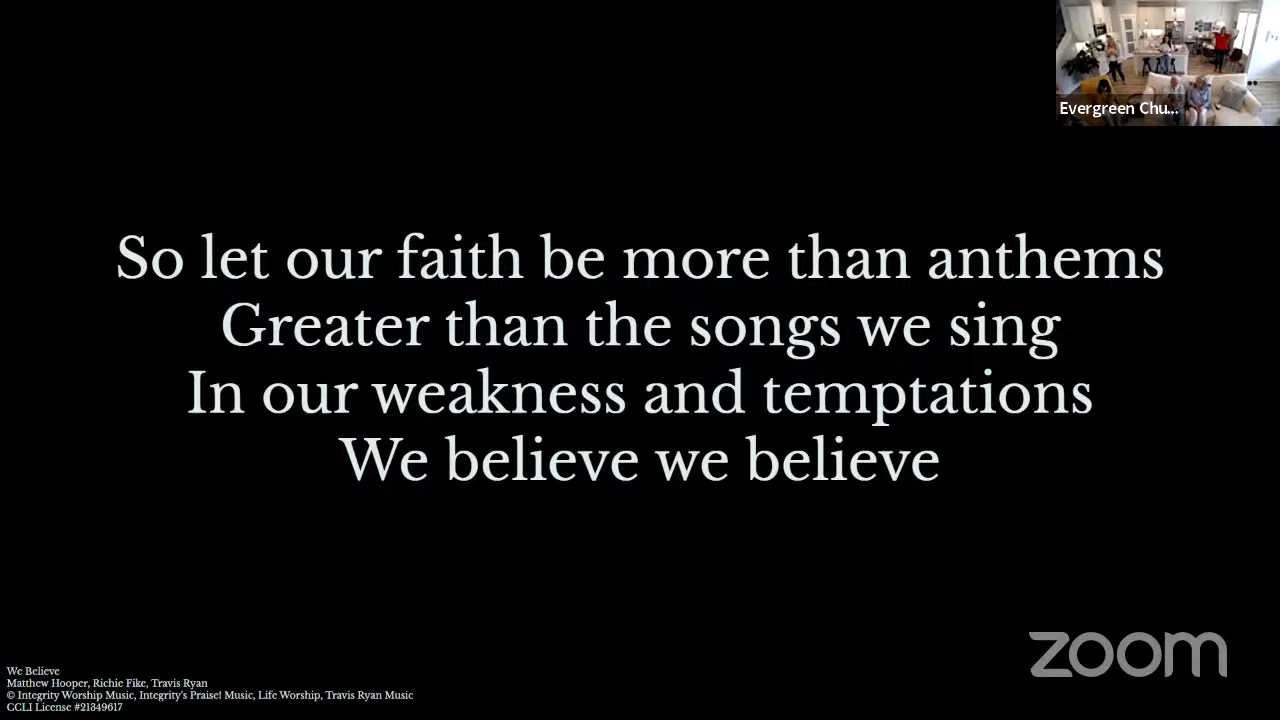 Evergreen Chu...
So let our faith be more than anthems
Greater than the songs we sing
In our weakness and temptations
We believe we believe
zoom
We Believe
Matthew Hooper, Richie Fike, Travis Ryan
© Integrity Worship Music, Integrity's Praise! Music, Life Worship, Travis Ryan Music
CCLI License #21349617